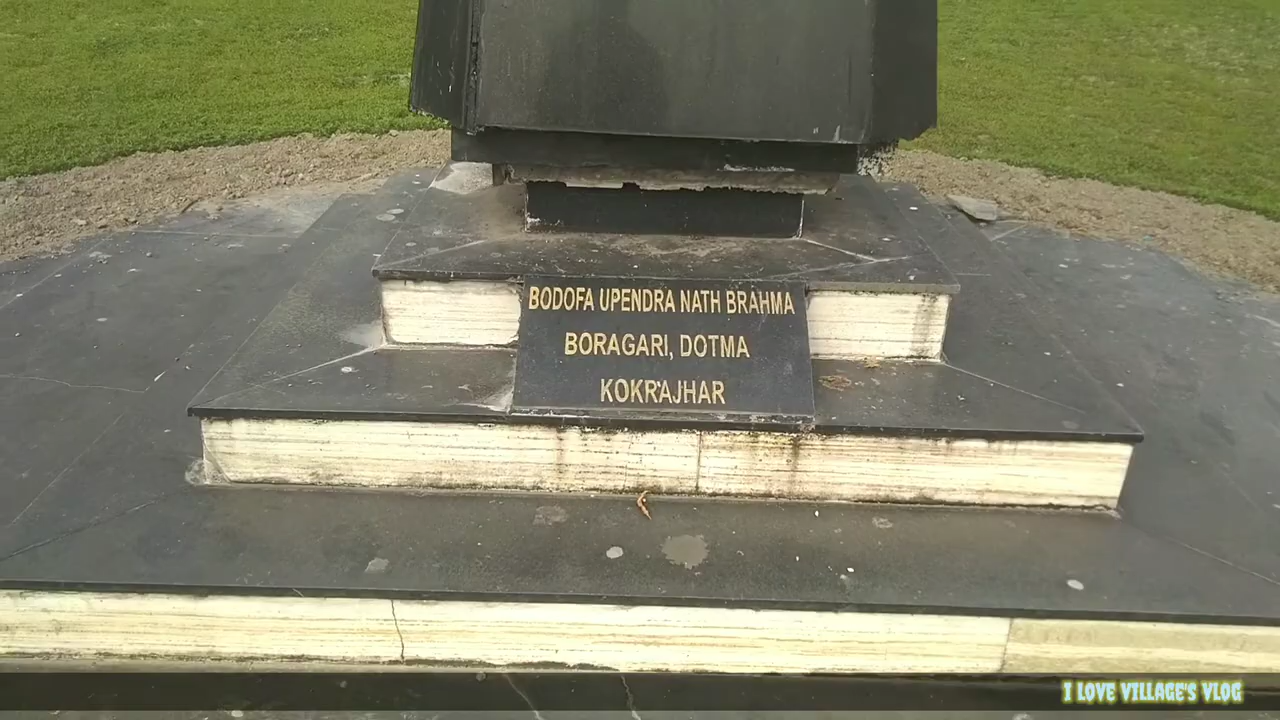 BODOFA UPENDRA NATH BRAHMA
BORAGARI, DOTMA
KOKRAJHAR
I LOVE VILLAGE'S VLOG